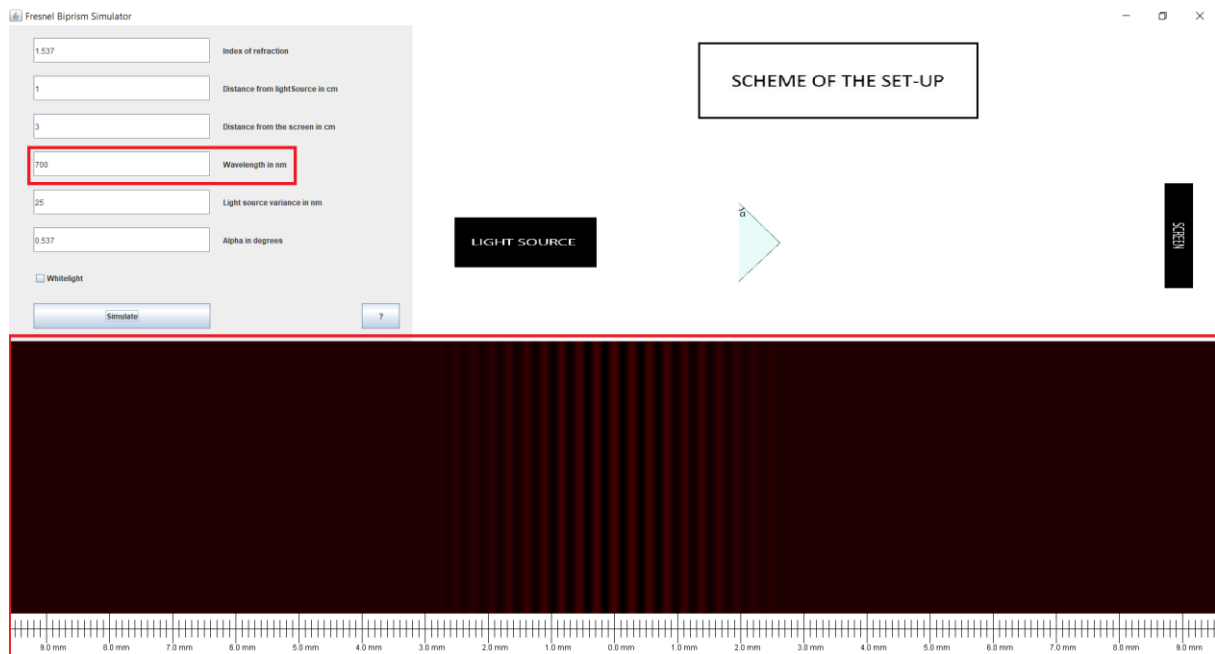 Fresnel Biprism Simulator
1.537 Index of refraction
1 Distance from lightSource in cm
3 Distance from the screen in cm
700 Wavelength in nm
25 Light source variance in nm
0.537 Alpha in degrees
Whitelight
Simulate ?
SCHEME OF THE SET-UP
LIGHT SOURCE
α
SCREEN
9.0 mm 8.0 mm 7.0 mm 6.0 mm 5.0 mm 4.0 mm 3.0 mm 2.0 mm 1.0 mm 0.0 mm 1.0 mm 2.0 mm 3.0 mm 4.0 mm 5.0 mm 6.0 mm 7.0 mm 8.0 mm 9.0 mm